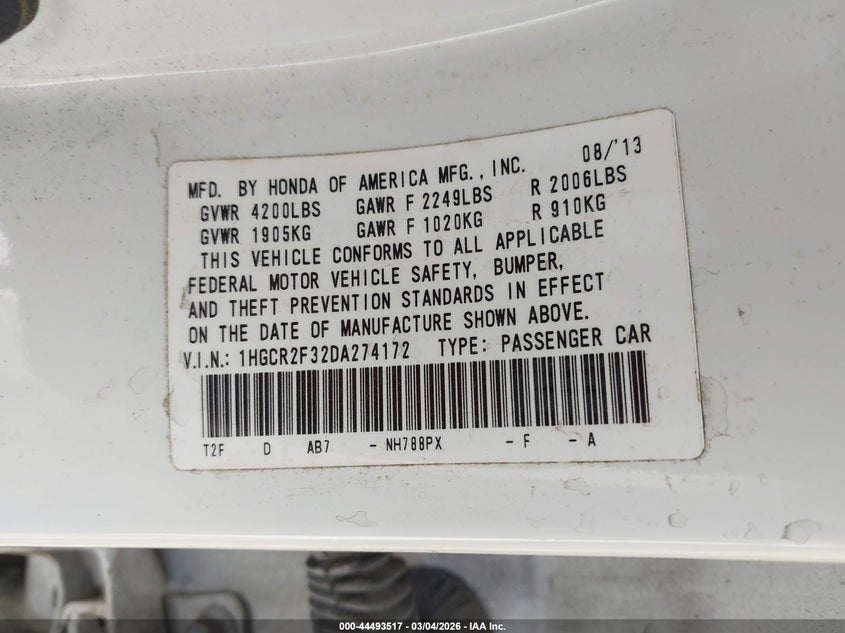 MFD. BY HONDA OF AMERICA MFG., INC. 08/'13
GVWR 4200LBS GAWR F 2249LBS R 2006LBS
GVWR 1905KG GAWR F 1020KG R 910KG
THIS VEHICLE CONFORMS TO ALL APPLICABLE
FEDERAL MOTOR VEHICLE SAFETY, BUMPER,
AND THEFT PREVENTION STANDARDS IN EFFECT
ON THE DATE OF MANUFACTURE SHOWN ABOVE.
V.I.N.: 1HGCR2F32DA274172 TYPE: PASSENGER CAR
T2F D AB7 - NH788PX - F - A
000-44493517 - 03/04/2026 - IAA Inc.